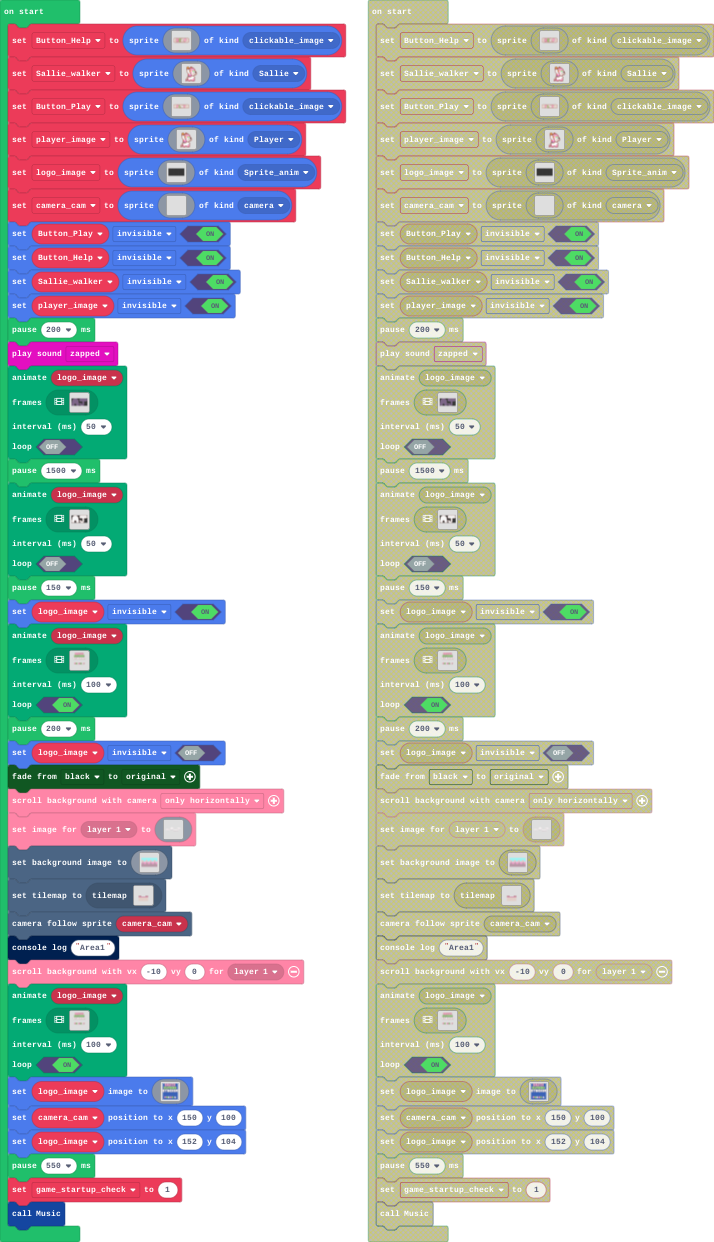 on start
set Button_Help to sprite of kind clickable_image
set Sallie_walker to sprite of kind Sallie
set Button_Play to sprite of kind clickable_image
set player_image to sprite of kind Player
set logo_image to sprite of kind Sprite_anim
set camera_cam to sprite of kind camera
set Button_Play invisible ON
set Button_Help invisible ON
set Sallie_walker invisible ON
set player_image invisible ON
pause 200 ms
play sound zapped
animate logo_image
frames
interval (ms) 50
loop OFF
pause 1500 ms
animate logo_image
frames
interval (ms) 50
loop OFF
pause 150 ms
set logo_image invisible ON
animate logo_image
frames
interval (ms) 100
loop ON
pause 200 ms
set logo_image invisible OFF
fade from black to original
scroll background with camera only horizontally
set image for layer 1 to
set background image to
set tilemap to tilemap
camera follow sprite camera_cam
console log "Area1"
scroll background with vx -10 vy 0 for layer 1
animate logo_image
frames
interval (ms) 100
loop ON
set logo_image image to
set camera_cam position to x 150 y 100
set logo_image position to x 152 y 104
pause 550 ms
set game_startup_check to 1
call Music
on start
set Button_Help to sprite of kind clickable_image
set Sallie_walker to sprite of kind Sallie
set Button_Play to sprite of kind clickable_image
set player_image to sprite of kind Player
set logo_image to sprite of kind Sprite_anim
set camera_cam to sprite of kind camera
set Button_Play invisible ON
set Button_Help invisible ON
set Sallie_walker invisible ON
set player_image invisible ON
pause 200 ms
play sound zapped
animate logo_image
frames
interval (ms) 50
loop OFF
pause 1500 ms
animate logo_image
frames
interval (ms) 50
loop OFF
pause 150 ms
set logo_image invisible ON
animate logo_image
frames
interval (ms) 100
loop ON
pause 200 ms
set logo_image invisible OFF
fade from black to original
scroll background with camera only horizontally
set image for layer 1 to
set background image to
set tilemap to tilemap
camera follow sprite camera_cam
console log "Area1"
scroll background with vx -10 vy 0 for layer 1
animate logo_image
frames
interval (ms) 100
loop ON
set logo_image image to
set camera_cam position to x 150 y 100
set logo_image position to x 152 y 104
pause 550 ms
set game_startup_check to 1
call Music